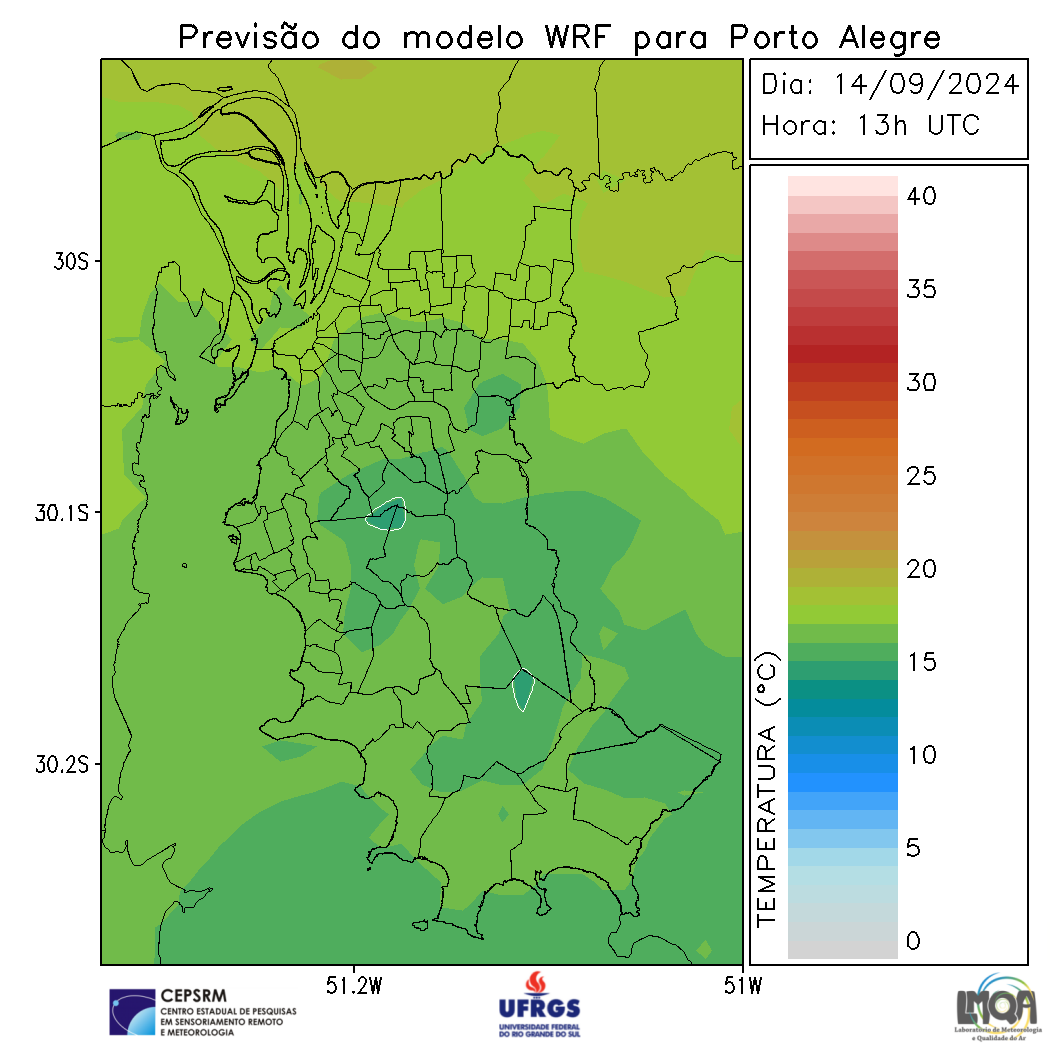 Previsão do modelo WRF para Porto Alegre
Dia: 14/09/2024
Hora: 13h UTC
40
35
30
25
20
15
10
5
0
TEMPERATURA (°C)
30S
30.1S
30.2S
51.2W
51W
CEPSRM
CENTRO ESTADUAL DE PESQUISAS
EM SENSORIAMENTO REMOTO
E METEOROLOGIA
UFRGS
UNIVERSIDADE FEDERAL
DO RIO GRANDE DO SUL
LMQA
Laboratório de Meteorologia
e Qualidade do Ar